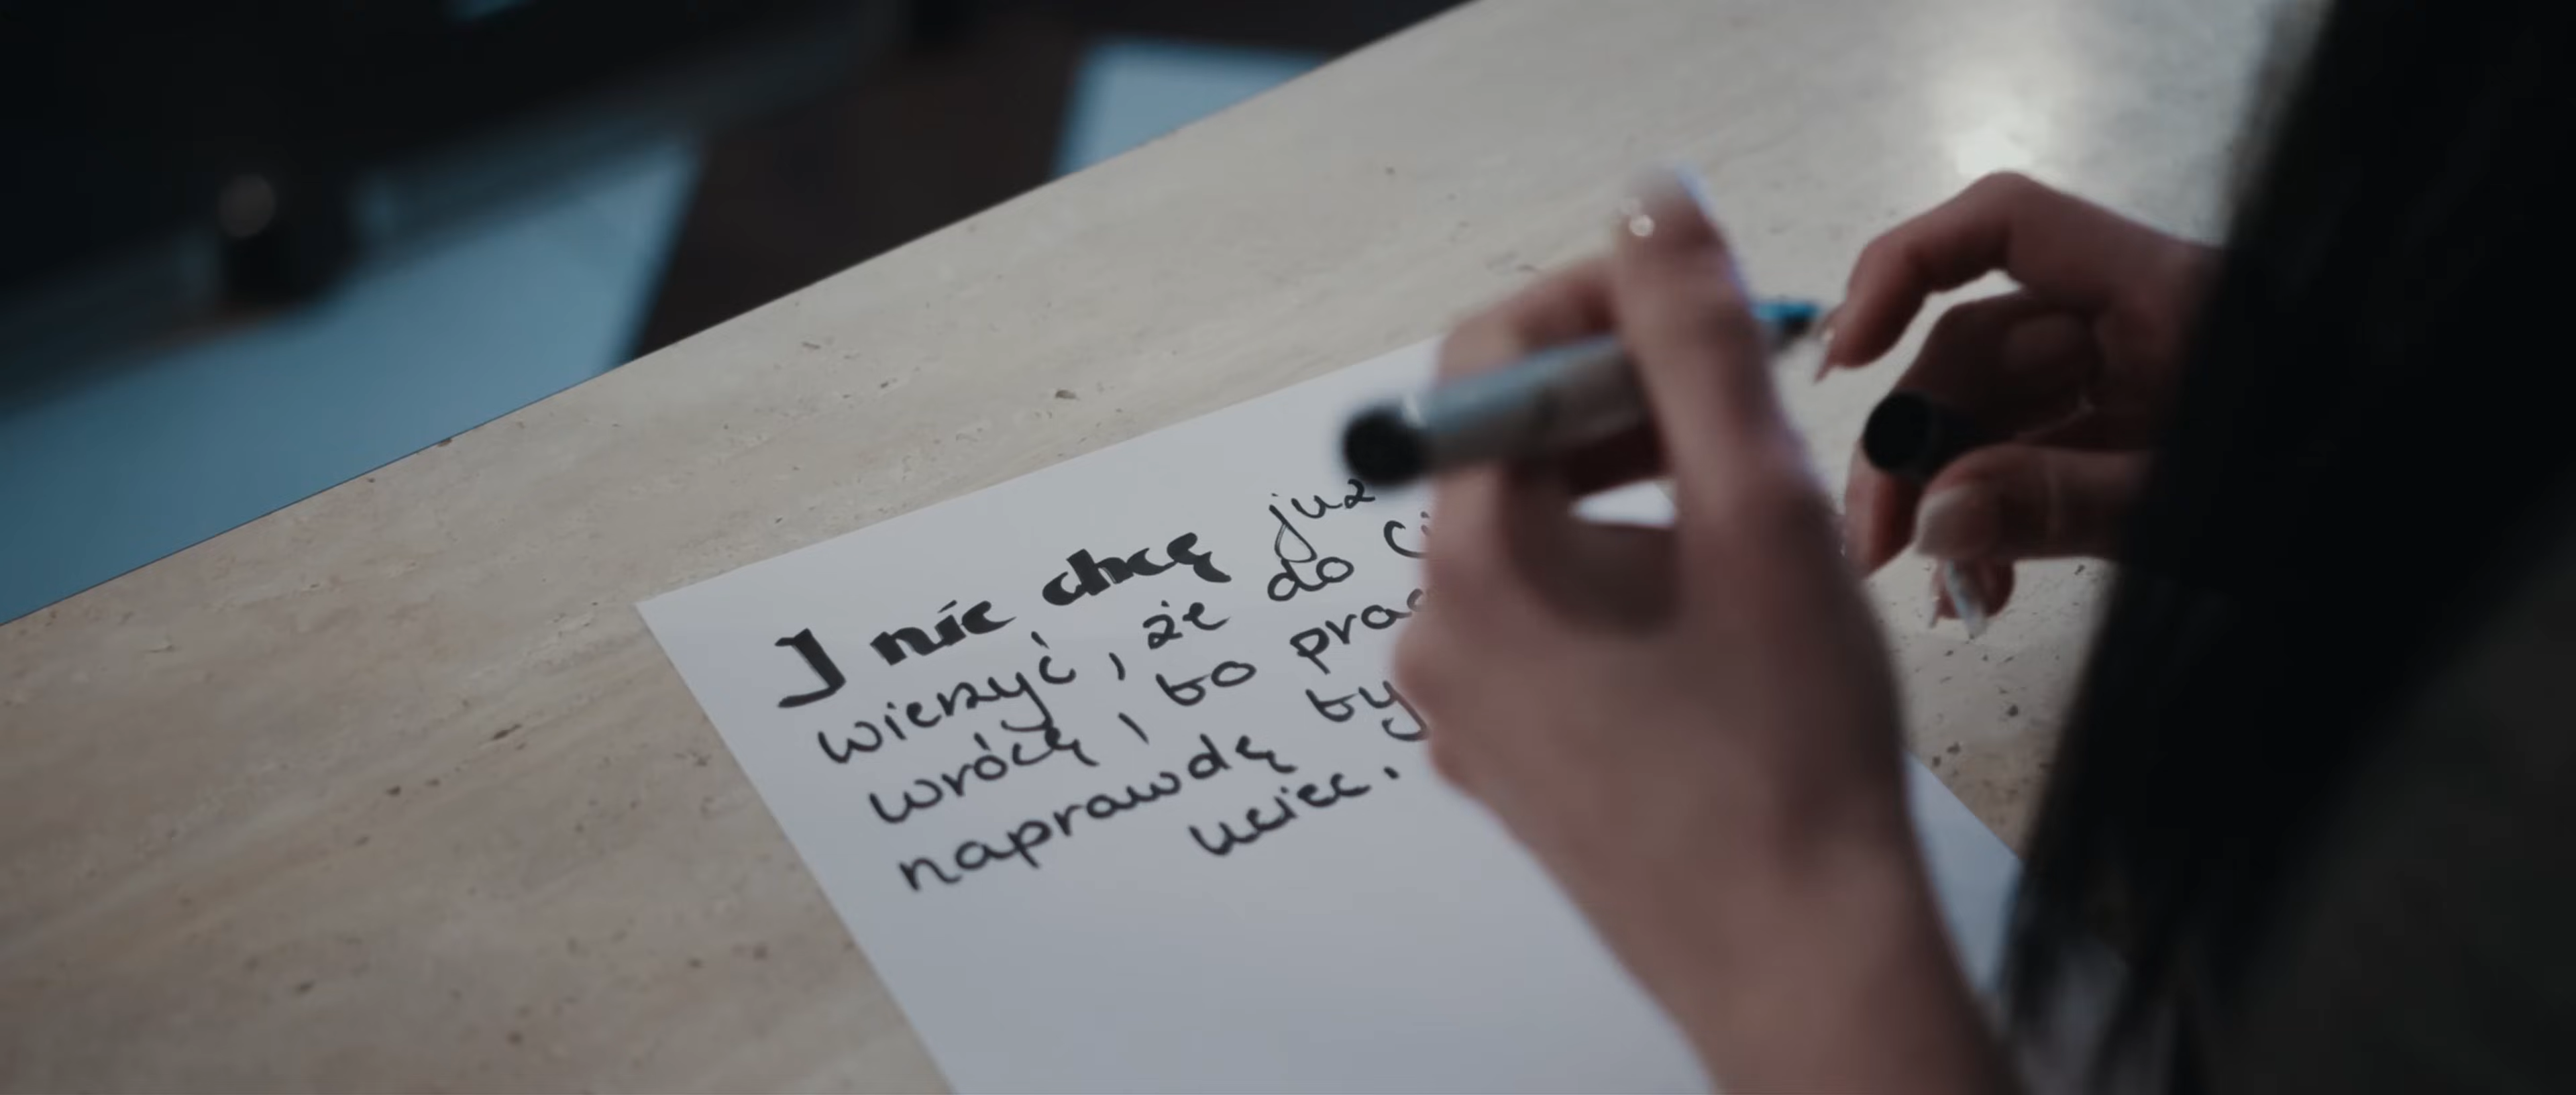 I nie chcę już
wierzyć, że do
wrócę, to
naprawdę
uciec.